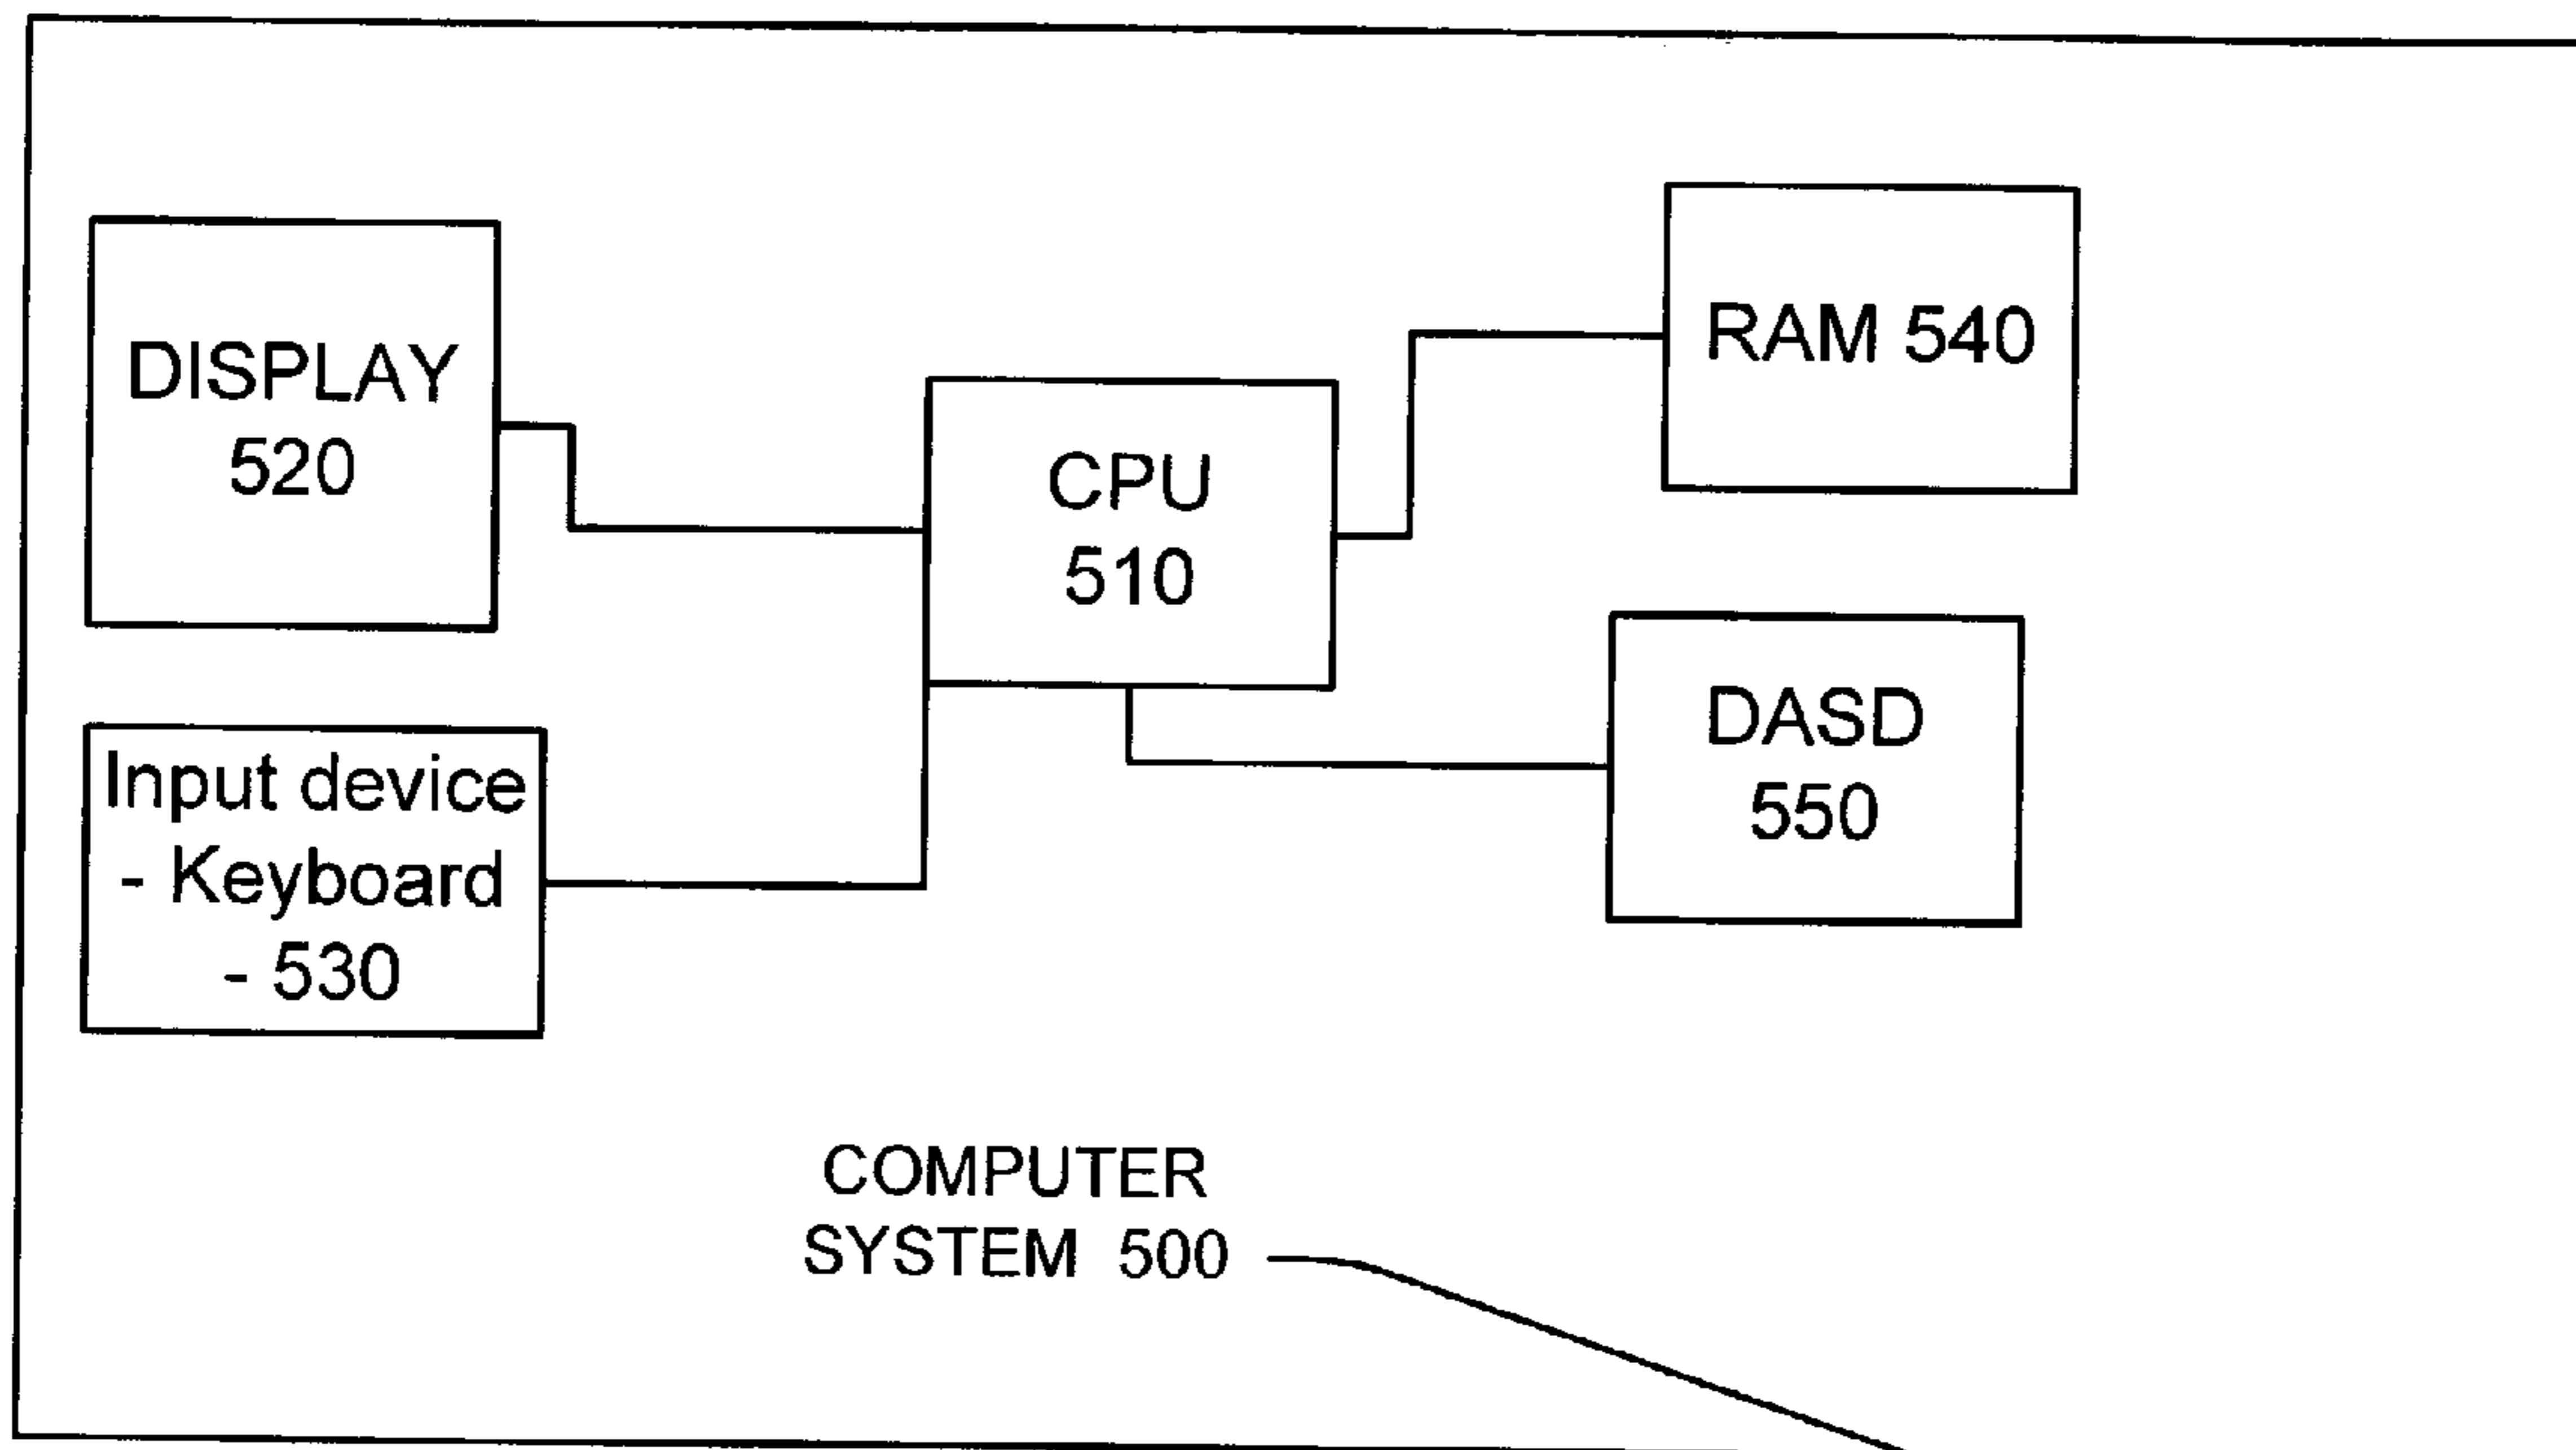 DISPLAY
520
CPU
510
RAM 540
DASD
550
Input device
- Keyboard
- 530
COMPUTER
SYSTEM 500